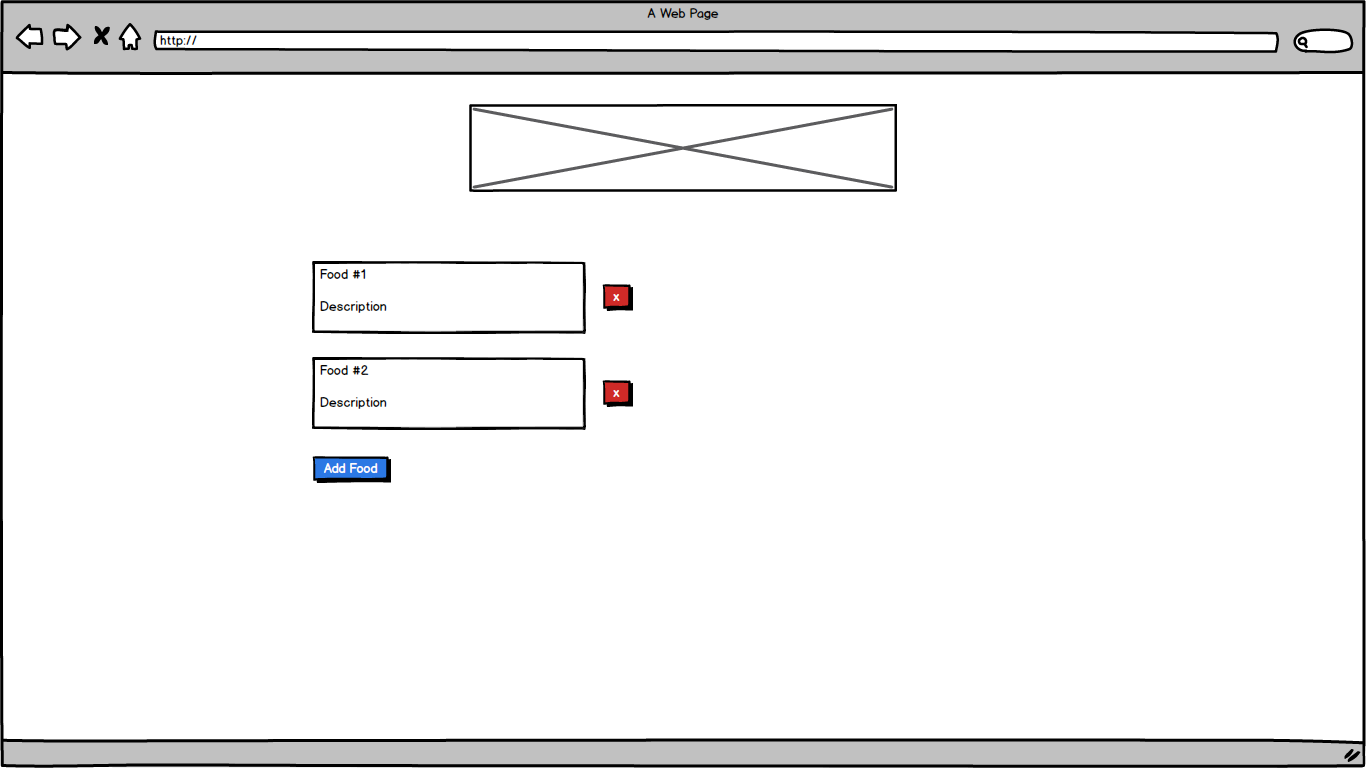 A Web Page
http://
Food #1
Description
x
Food #2
Description
x
Add Food